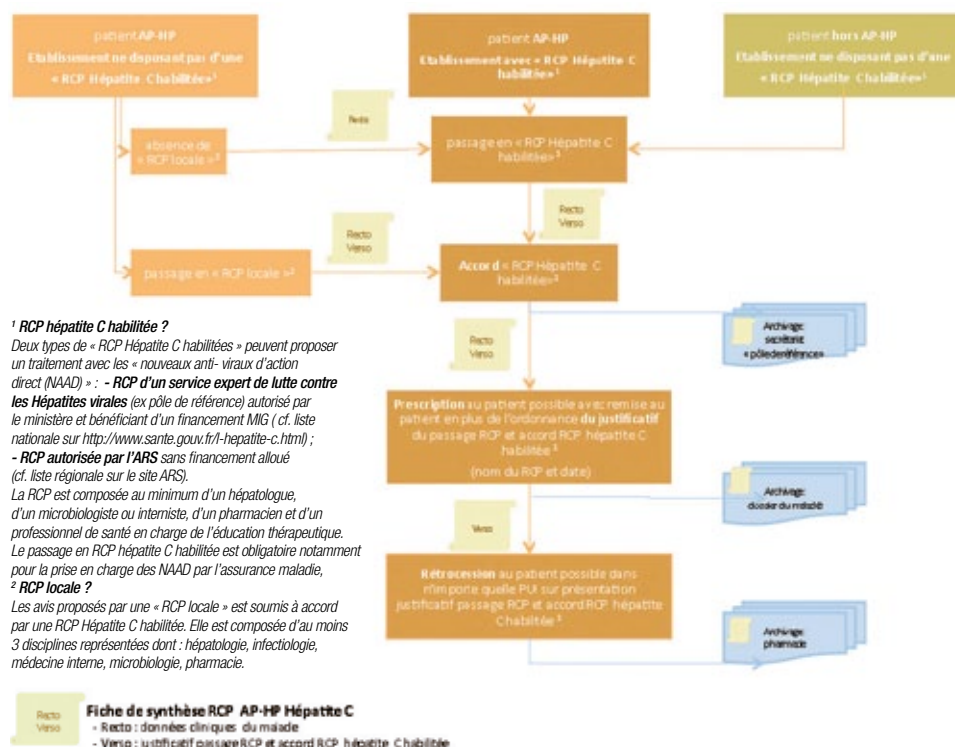 patient AP-HP
Etablissement ne disposant pas d'une
« RCP Hépatite Chabilitée»¹
patient AP-HP
Etablissement avec « RCP Hépatite C
habilitée»¹
patient hors AP-HP
Etablissement ne disposant pas d'une
« RCP Hépatite Chabilitée»¹
Recto
absence de
« RCP locale »²
passage en « RCP Hépatite C
habilitée»¹
Recto
Verso
Recto
Verso
passage en « RCP locale »²
Accord « RCP Hépatite C
habilitée»¹
¹ RCP hépatite C habilitée ?
Deux types de « RCP Hépatite C habilitées » peuvent proposer
un traitement avec les « nouveaux anti- viraux d'action
direct (NAAD) » : - RCP d'un service expert de lutte contre
les Hépatites virales (ex pôle de référence) autorisé par
le ministère et bénéficiant d'un financement MIG ( cf. liste
nationale sur http://www.sante.gouv.fr/l-hepatite-c.html) ;
- RCP autorisée par l'ARS sans financement alloué
(cf. liste régionale sur le site ARS).
La RCP est composée au minimum d'un hépatologue,
d'un microbiologiste ou interniste, d'un pharmacien et d'un
professionnel de santé en charge de l'éducation thérapeutique.
Le passage en RCP hépatite C habilitée est obligatoire notamment
pour la prise en charge des NAAD par l'assurance maladie,
² RCP locale ?
Les avis proposés par une « RCP locale » est soumis à accord
par une RCP Hépatite C habilitée. Elle est composée d'au moins
3 disciplines représentées dont : hépatologie, infectiologie,
médecine interne, microbiologie, pharmacie.
Recto
Verso
Archivage:
secrétariat
« pôle de référence»
Prescription au patient possible avec remise au
patient en plus de l'ordonnance du justificatif
du passage RCP et accord RCP hépatite C
habilitée ¹
(nom du RCP et date)
Archivage:
dossier du malade
Verso
Rétrocession au patient possible dans
n'importe quelle PUI sur présentation
justificatif passage RCP et accord RCP hépatite
Chabilitée ¹
Archivage:
pharmacie
Recto
Verso
Fiche de synthèse RCP AP-HP Hépatite C
- Recto : données cliniques du malade
- Verso : justificatif passage RCP et accord RCP hépatite C habilitée